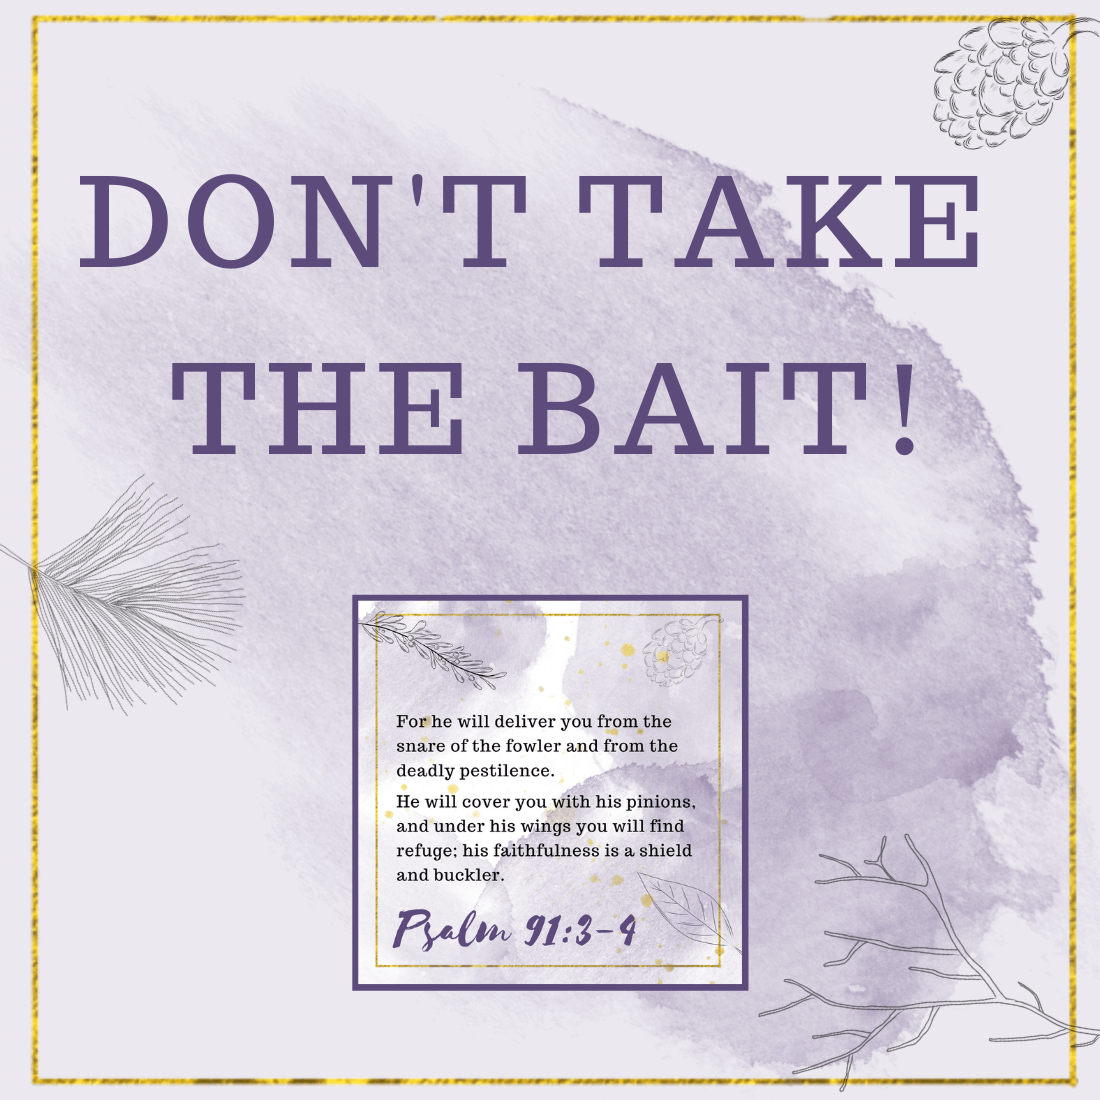 DON'T TAKE
THE BAIT!
For he will deliver you from the
snare of the fowler and from the
deadly pestilence.
He will cover you with his pinions,
and under his wings you will find
refuge; his faithfulness is a shield
and buckler.
Psalm 91:3-4